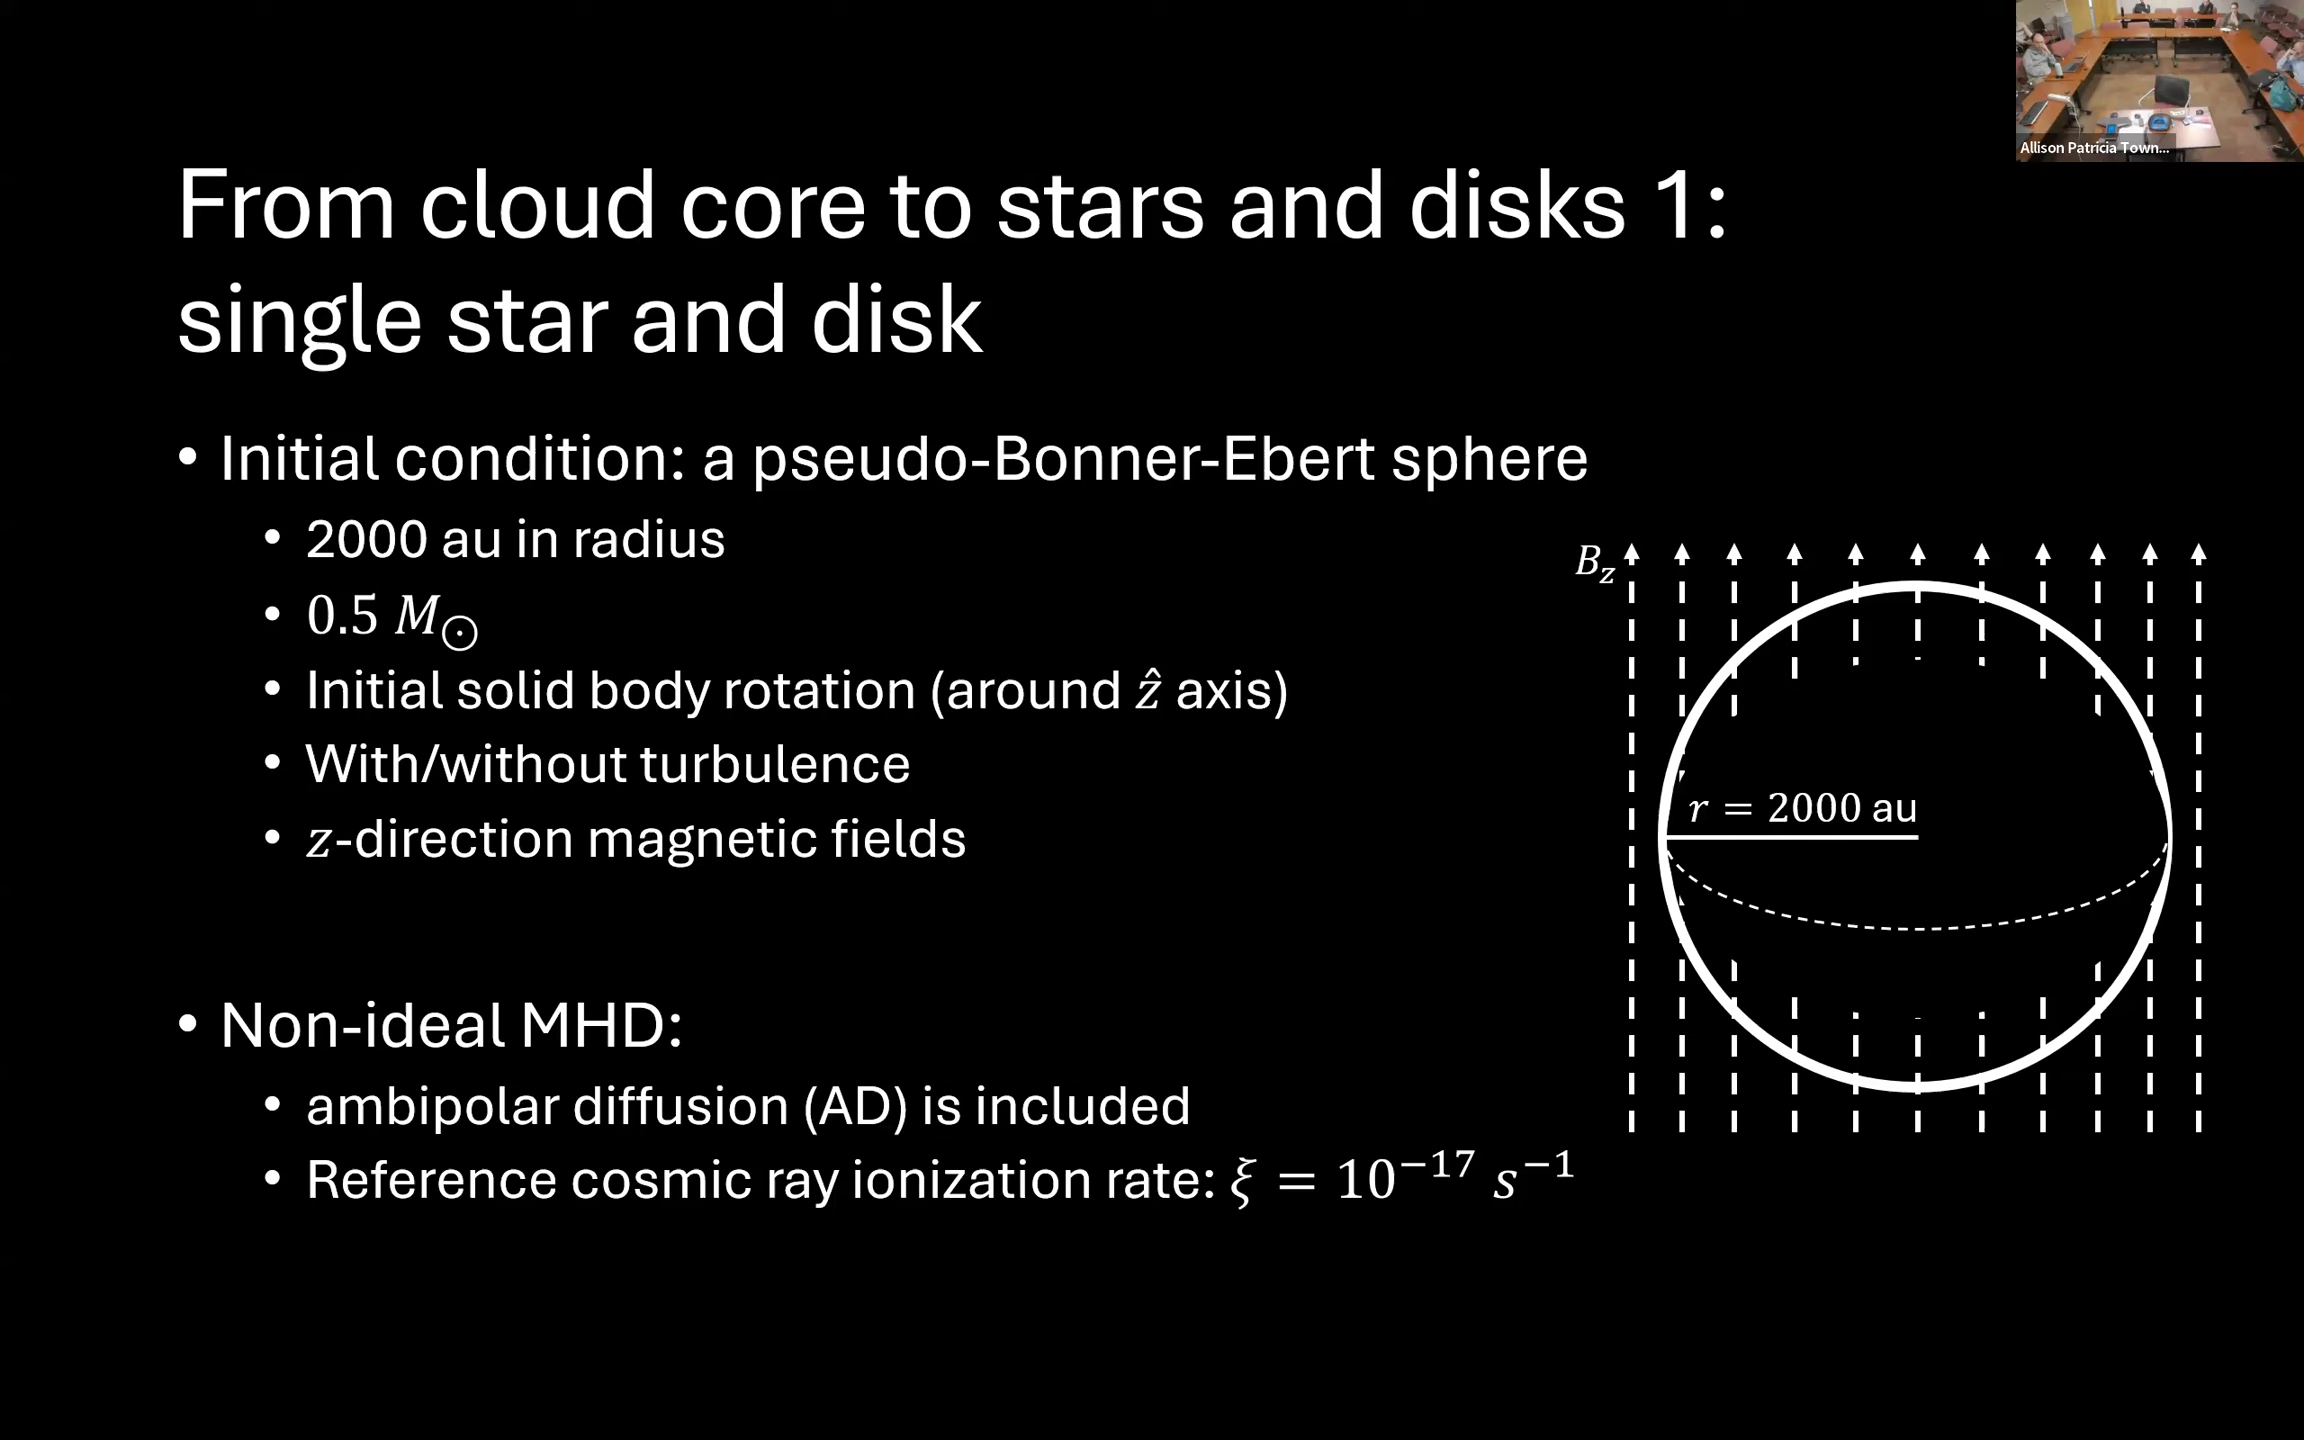 Allison Patricia Town...
From cloud core to stars and disks 1:
single star and disk
• Initial condition: a pseudo-Bonner-Ebert sphere
• 2000 au in radius
• 0.5 M⊙
• Initial solid body rotation (around ẑ axis)
• With/without turbulence
• z-direction magnetic fields
• Non-ideal MHD:
• ambipolar diffusion (AD) is included
• Reference cosmic ray ionization rate: ξ = 10⁻¹⁷ s⁻¹
B_z
r = 2000 au